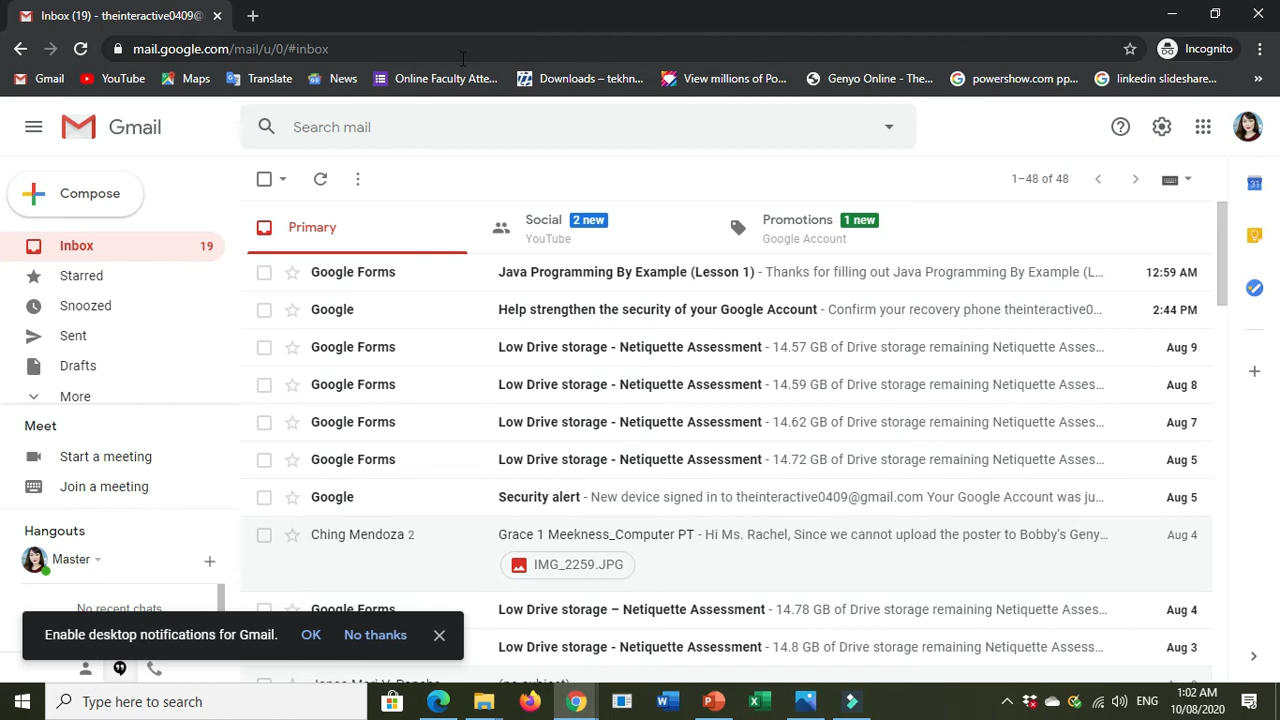 Inbox (19) - theinteractive0409@
mail.google.com/mail/u/0/#inbox
Incognito
Gmail
YouTube
Maps
Translate
News
Online Faculty Atte...
Downloads – tekhn...
View millions of Po...
Genyo Online - The...
powershow.com pp...
linkedin slideshare...
»
Gmail
Search mail
Compose
1–48 of 48
Inbox 19
Starred
Snoozed
Sent
Drafts
More
Meet
Start a meeting
Join a meeting
Hangouts
Master
No recent chats
Primary
Social 2 new
YouTube
Promotions 1 new
Google Account
Google Forms Java Programming By Example (Lesson 1) - Thanks for filling out Java Programming By Example (L... 12:59 AM
Google Help strengthen the security of your Google Account - Confirm your recovery phone theinteractive0... 2:44 PM
Google Forms Low Drive storage - Netiquette Assessment - 14.57 GB of Drive storage remaining Netiquette Asses... Aug 9
Google Forms Low Drive storage - Netiquette Assessment - 14.59 GB of Drive storage remaining Netiquette Asses... Aug 8
Google Forms Low Drive storage - Netiquette Assessment - 14.62 GB of Drive storage remaining Netiquette Asses... Aug 7
Google Forms Low Drive storage - Netiquette Assessment - 14.72 GB of Drive storage remaining Netiquette Asses... Aug 5
Google Security alert - New device signed in to theinteractive0409@gmail.com Your Google Account was ju... Aug 5
Ching Mendoza 2 Grace 1 Meekness_Computer PT - Hi Ms. Rachel, Since we cannot upload the poster to Bobby's Geny... Aug 4
IMG_2259.JPG
Google Forms Low Drive storage – Netiquette Assessment - 14.78 GB of Drive storage remaining Netiquette Asses... Aug 4
Low Drive storage - Netiquette Assessment - 14.8 GB of Drive storage remaining Netiquette Asses... Aug 3
Enable desktop notifications for Gmail. OK No thanks
31
Type here to search
ENG
1:02 AM
10/08/2020